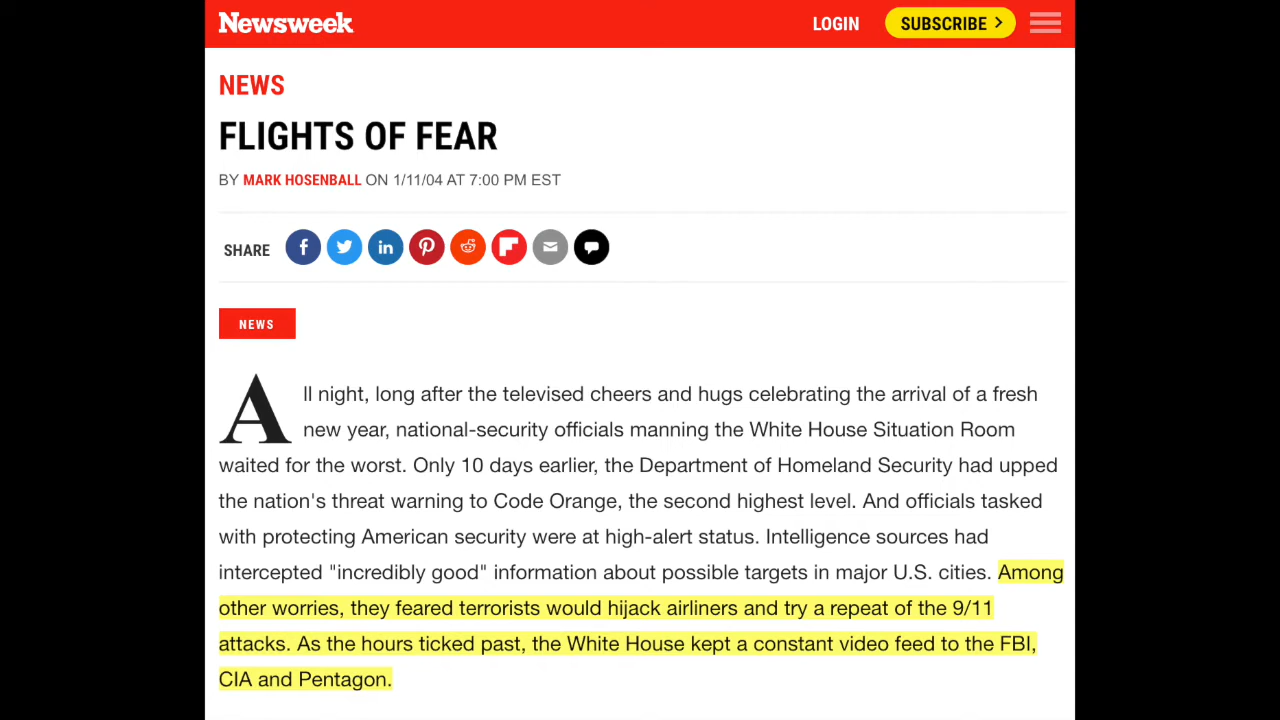 Newsweek
LOGIN
SUBSCRIBE >
NEWS
FLIGHTS OF FEAR
BY MARK HOSENBALL ON 1/11/04 AT 7:00 PM EST
SHARE
NEWS
All night, long after the televised cheers and hugs celebrating the arrival of a fresh
new year, national-security officials manning the White House Situation Room
waited for the worst. Only 10 days earlier, the Department of Homeland Security had upped
the nation's threat warning to Code Orange, the second highest level. And officials tasked
with protecting American security were at high-alert status. Intelligence sources had
intercepted "incredibly good" information about possible targets in major U.S. cities. Among
other worries, they feared terrorists would hijack airliners and try a repeat of the 9/11
attacks. As the hours ticked past, the White House kept a constant video feed to the FBI,
CIA and Pentagon.